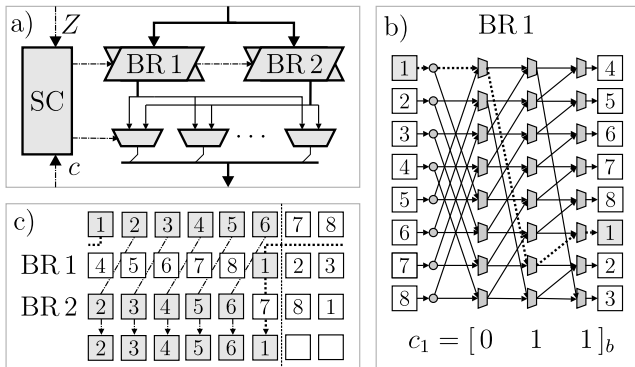 a)
Z
BR 1
BR 2
SC
c
. . .
b)
BR 1
1 4
2 5
3 6
4 7
5 8
6 1
7 2
8 3
c₁ = [ 0 1 1 ]b
c)
1 2 3 4 5 6 7 8
BR 1 4 5 6 7 8 1 2 3
BR 2 2 3 4 5 6 7 8 1
2 3 4 5 6 1